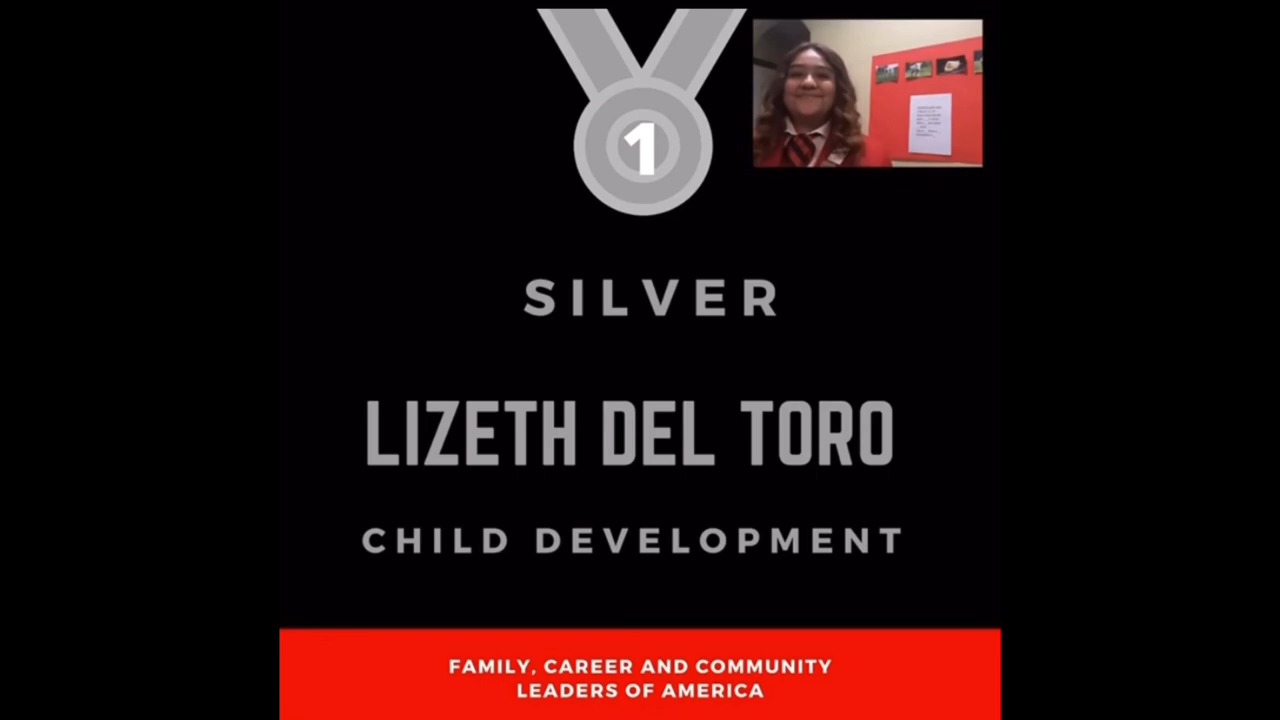 1
SILVER
LIZETH DEL TORO
CHILD DEVELOPMENT
FAMILY, CAREER AND COMMUNITY
LEADERS OF AMERICA